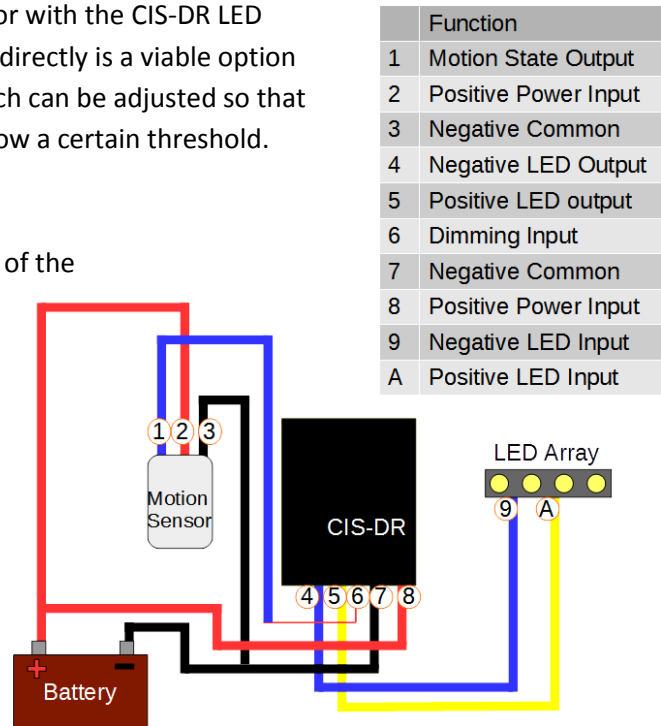 or with the CIS-DR LED
directly is a viable option
ch can be adjusted so that
ow a certain threshold.
of the
Function
1 Motion State Output
2 Positive Power Input
3 Negative Common
4 Negative LED Output
5 Positive LED output
6 Dimming Input
7 Negative Common
8 Positive Power Input
9 Negative LED Input
A Positive LED Input
1 2 3
Motion
Sensor
CIS-DR
4 5 6 7 8
LED Array
9 A
+ -
Battery